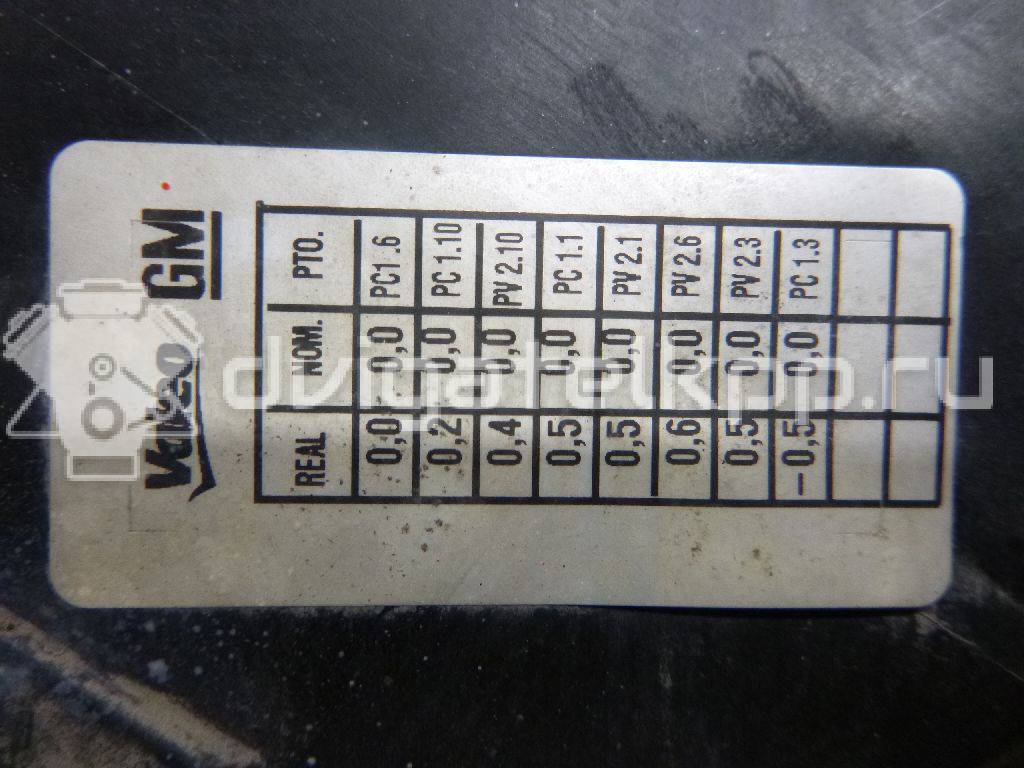 Valeo GM
REAL NOM. PTO.
0,0 0,0 PC1.6
0,2 0,0 PC 1.10
0,4 0,0 PV 2.10
0,5 0,0 PC 1.1
0,5 0,0 PV 2.1
0,6 0,0 PV 2.6
0,5 0,0 PV 2.3
-0,5 0,0 PC 1.3
dvigatelkpp.ru